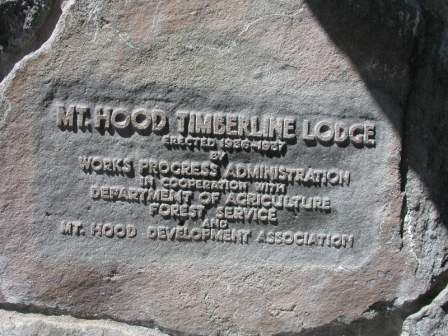 MT. HOOD TIMBERLINE LODGE
ERECTED 1936-1937
BY
WORKS PROGRESS ADMINISTRATION
IN COOPERATION WITH
DEPARTMENT OF AGRICULTURE
FOREST SERVICE
AND
MT. HOOD DEVELOPMENT ASSOCIATION